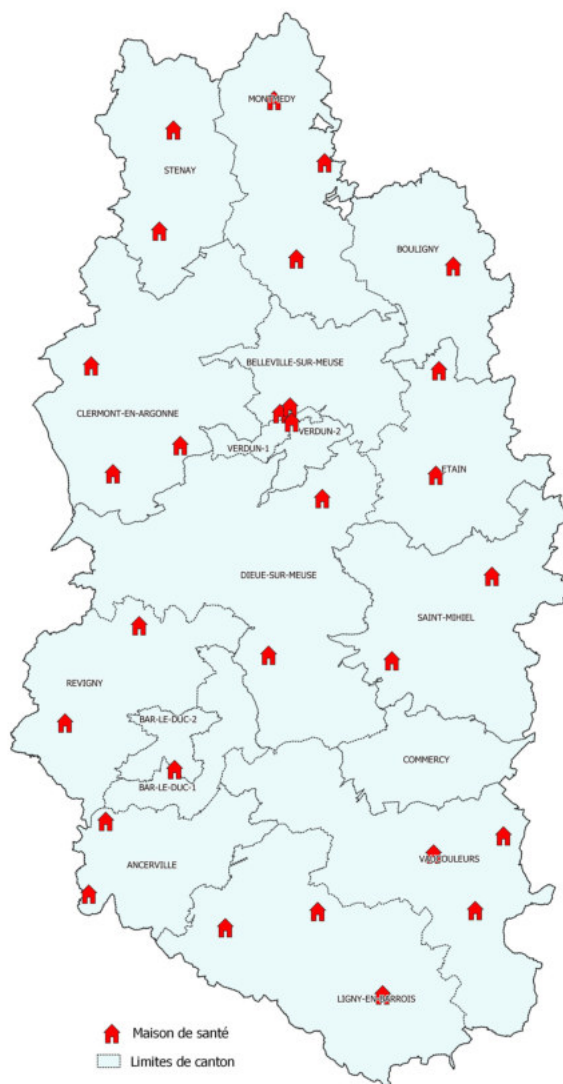 MONTMEDY
STENAY
BOULIGNY
BELLEVILLE-SUR-MEUSE
CLERMONT-EN-ARGONNE
VERDUN-2
VERDUN-1
ETAIN
DIEUE-SUR-MEUSE
SAINT-MIHIEL
REVIGNY
BAR-LE-DUC-2
COMMERCY
BAR-LE-DUC-1
VAUCOULEURS
ANCERVILLE
LIGNY-EN-BARROIS
Maison de santé
Limites de canton